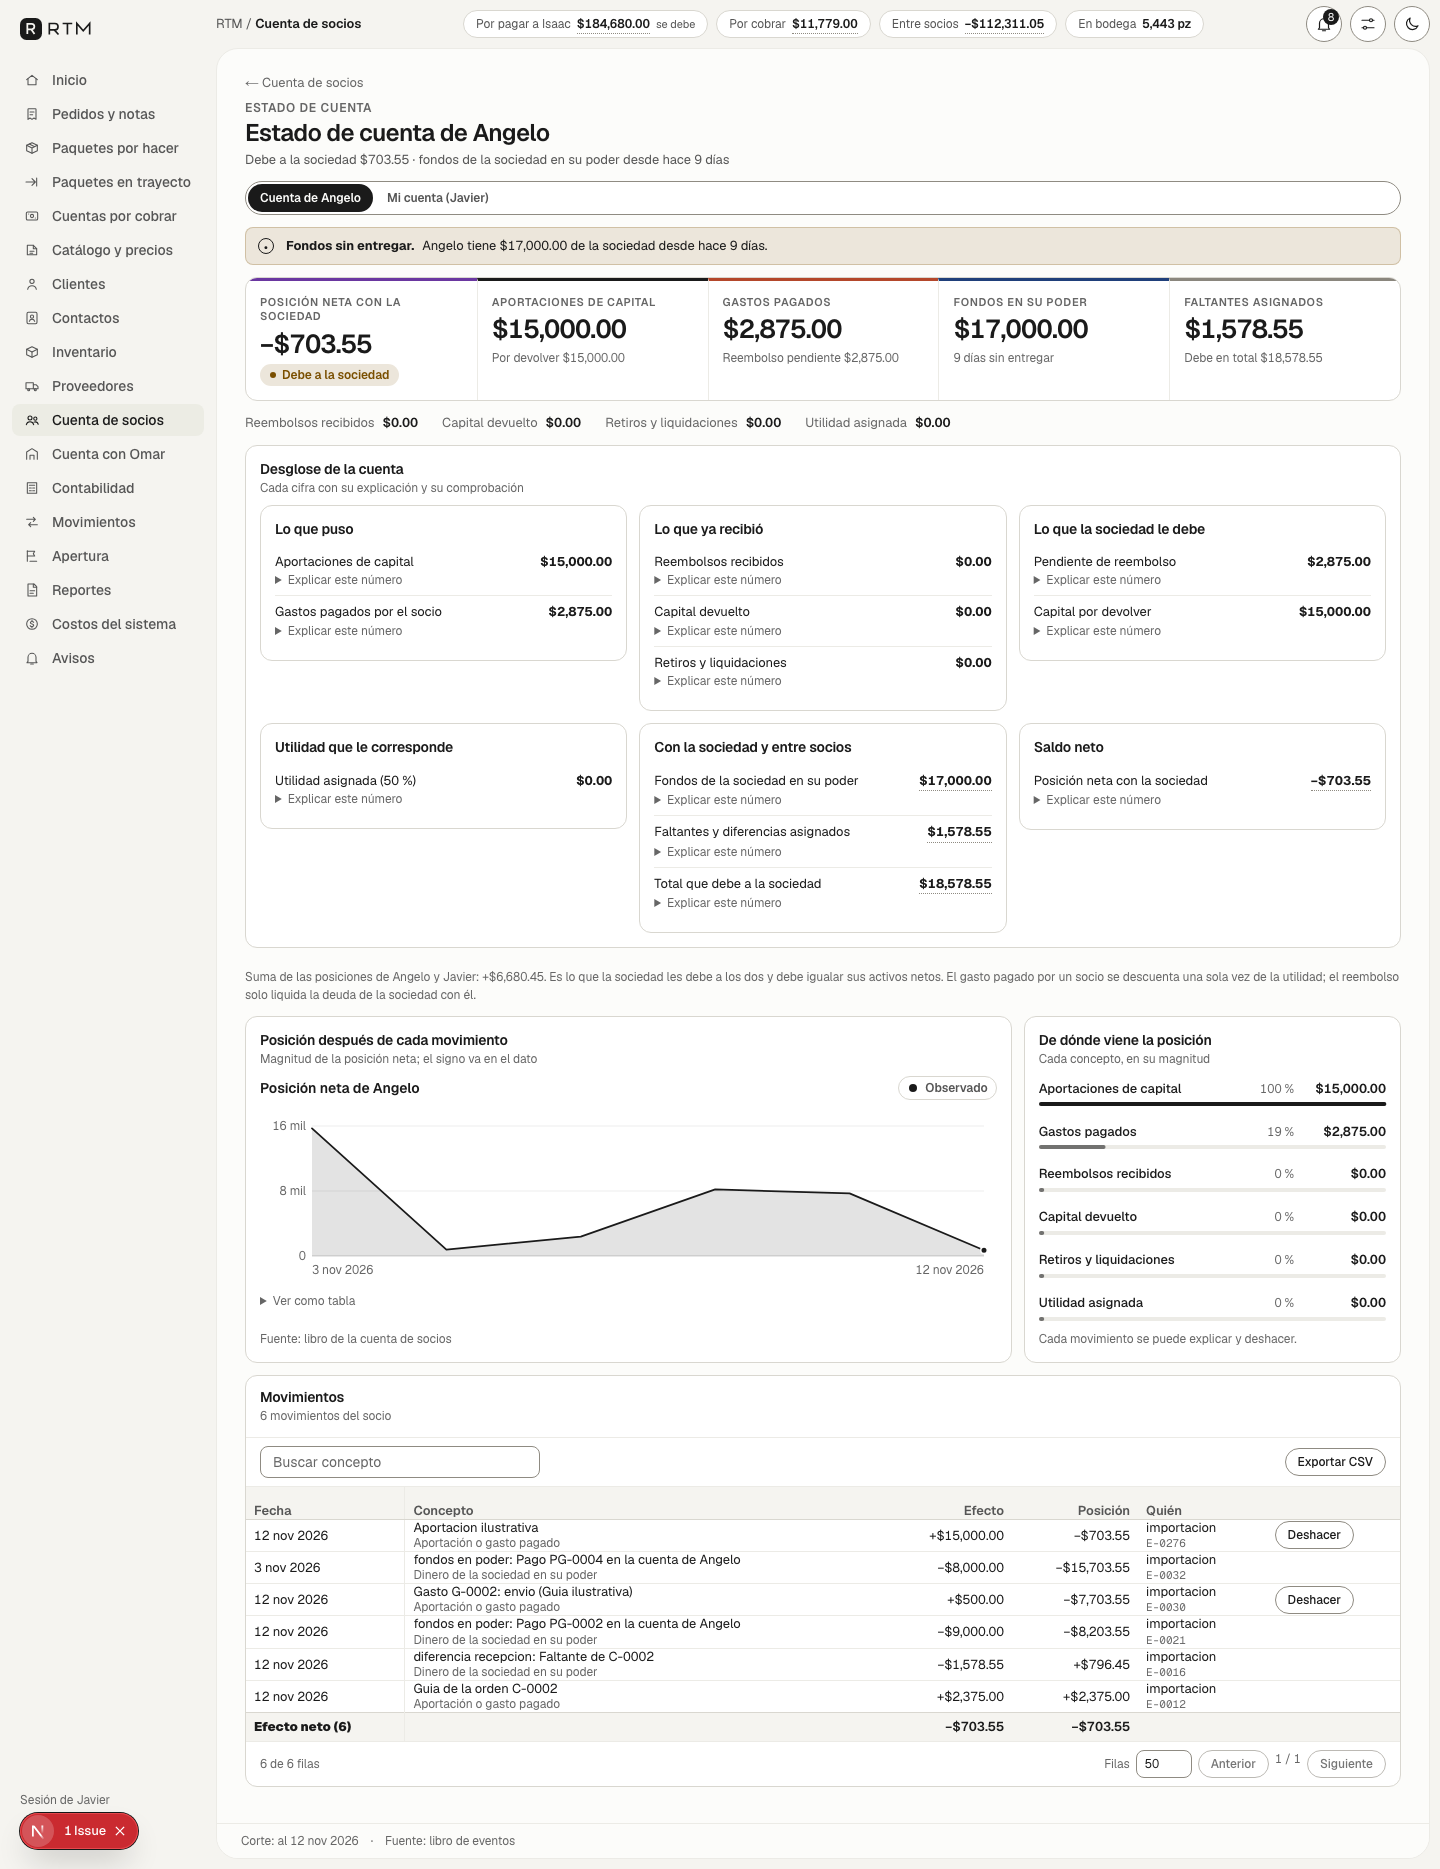 R RTM
RTM / Cuenta de socios
Por pagar a Isaac $184,680.00 se debe
Por cobrar $11,779.00
Entre socios −$112,311.05
En bodega 5,443 pz
8
Inicio
Pedidos y notas
Paquetes por hacer
Paquetes en trayecto
Cuentas por cobrar
Catálogo y precios
Clientes
Contactos
Inventario
Proveedores
Cuenta de socios
Cuenta con Omar
Contabilidad
Movimientos
Apertura
Reportes
Costos del sistema
Avisos
← Cuenta de socios
ESTADO DE CUENTA
Estado de cuenta de Angelo
Debe a la sociedad $703.55 · fondos de la sociedad en su poder desde hace 9 días
Cuenta de Angelo Mi cuenta (Javier)
Fondos sin entregar. Angelo tiene $17,000.00 de la sociedad desde hace 9 días.
POSICIÓN NETA CON LA
SOCIEDAD
−$703.55
Debe a la sociedad
APORTACIONES DE CAPITAL
$15,000.00
Por devolver $15,000.00
GASTOS PAGADOS
$2,875.00
Reembolso pendiente $2,875.00
FONDOS EN SU PODER
$17,000.00
9 días sin entregar
FALTANTES ASIGNADOS
$1,578.55
Debe en total $18,578.55
Reembolsos recibidos $0.00 Capital devuelto $0.00 Retiros y liquidaciones $0.00 Utilidad asignada $0.00
Desglose de la cuenta
Cada cifra con su explicación y su comprobación
Lo que puso
Aportaciones de capital $15,000.00
▶ Explicar este número
Gastos pagados por el socio $2,875.00
▶ Explicar este número
Lo que ya recibió
Reembolsos recibidos $0.00
▶ Explicar este número
Capital devuelto $0.00
▶ Explicar este número
Retiros y liquidaciones $0.00
▶ Explicar este número
Lo que la sociedad le debe
Pendiente de reembolso $2,875.00
▶ Explicar este número
Capital por devolver $15,000.00
▶ Explicar este número
Utilidad que le corresponde
Utilidad asignada (50 %) $0.00
▶ Explicar este número
Con la sociedad y entre socios
Fondos de la sociedad en su poder $17,000.00
▶ Explicar este número
Faltantes y diferencias asignados $1,578.55
▶ Explicar este número
Total que debe a la sociedad $18,578.55
▶ Explicar este número
Saldo neto
Posición neta con la sociedad −$703.55
▶ Explicar este número
Suma de las posiciones de Angelo y Javier: +$6,680.45. Es lo que la sociedad les debe a los dos y debe igualar sus activos netos. El gasto pagado por un socio se descuenta una sola vez de la utilidad; el reembolso
solo liquida la deuda de la sociedad con él.
Posición después de cada movimiento
Magnitud de la posición neta; el signo va en el dato
Posición neta de Angelo
Observado
16 mil
8 mil
0
3 nov 2026 12 nov 2026
▶ Ver como tabla
Fuente: libro de la cuenta de socios
De dónde viene la posición
Cada concepto, en su magnitud
Aportaciones de capital 100 % $15,000.00
Gastos pagados 19 % $2,875.00
Reembolsos recibidos 0 % $0.00
Capital devuelto 0 % $0.00
Retiros y liquidaciones 0 % $0.00
Utilidad asignada 0 % $0.00
Cada movimiento se puede explicar y deshacer.
Movimientos
6 movimientos del socio
Buscar concepto
Exportar CSV
Fecha Concepto Efecto Posición Quién
12 nov 2026 Aportacion ilustrativa +$15,000.00 −$703.55 importacion Deshacer
Aportación o gasto pagado E-0276
3 nov 2026 fondos en poder: Pago PG-0004 en la cuenta de Angelo −$8,000.00 −$15,703.55 importacion
Dinero de la sociedad en su poder E-0032
12 nov 2026 Gasto G-0002: envio (Guia ilustrativa) +$500.00 −$7,703.55 importacion Deshacer
Aportación o gasto pagado E-0030
12 nov 2026 fondos en poder: Pago PG-0002 en la cuenta de Angelo −$9,000.00 −$8,203.55 importacion
Dinero de la sociedad en su poder E-0021
12 nov 2026 diferencia recepcion: Faltante de C-0002 −$1,578.55 +$796.45 importacion
Dinero de la sociedad en su poder E-0016
12 nov 2026 Guia de la orden C-0002 +$2,375.00 +$2,375.00 importacion
Aportación o gasto pagado E-0012
Efecto neto (6) −$703.55 −$703.55
6 de 6 filas
Filas 50 Anterior 1 / 1 Siguiente
Sesión de Javier
N 1 Issue
Corte: al 12 nov 2026 · Fuente: libro de eventos